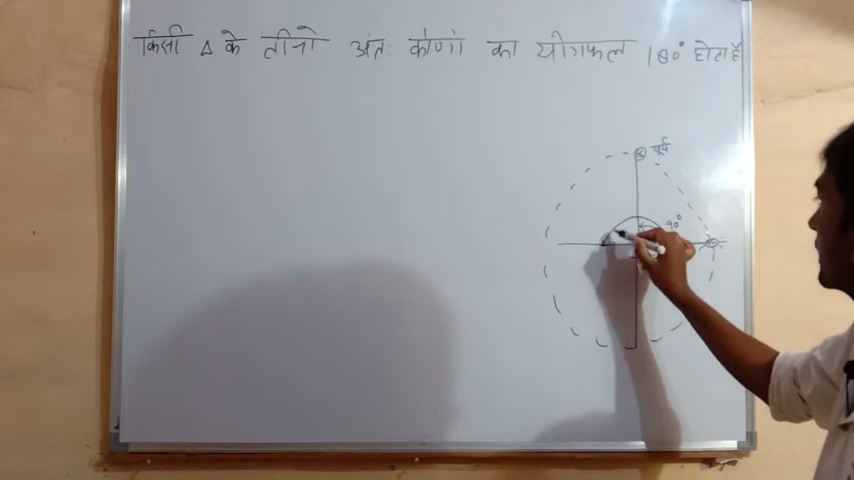 किसी Δ के तीनो अंतः कोणों का योगफल 180° होता है
सूर्य
90°